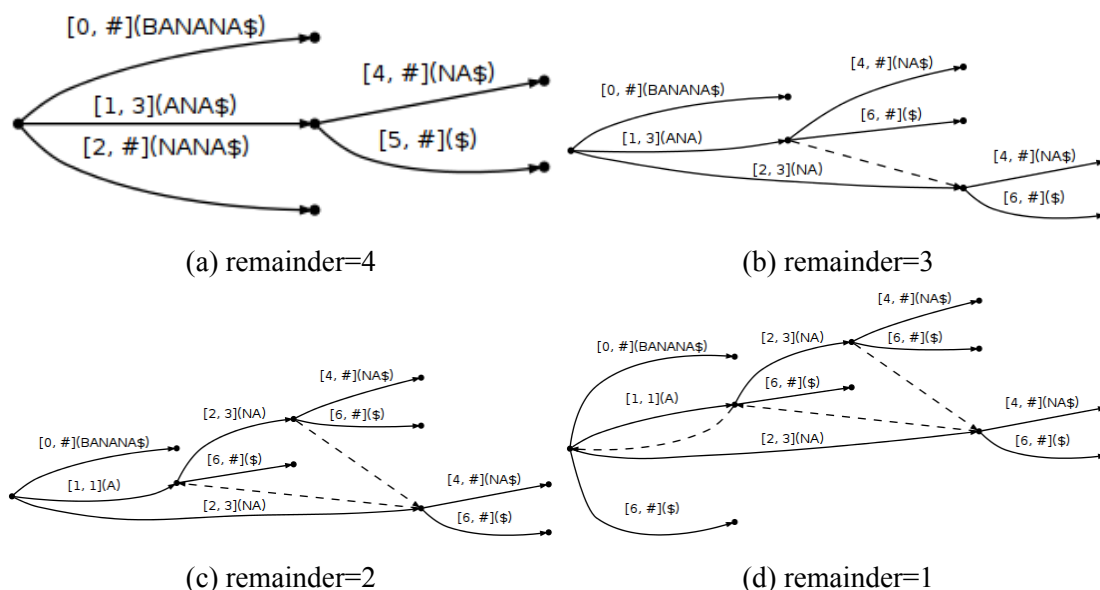 [0, #](BANANA$)
[4, #](NA$)
[1, 3](ANA$)
[2, #](NANA$)
[5, #]($)
(a) remainder=4
[4, #](NA$)
[0, #](BANANA$)
[6, #]($)
[1, 3](ANA)
[4, #](NA$)
[2, 3](NA)
[6, #]($)
(b) remainder=3
[4, #](NA$)
[2, 3](NA)
[6, #]($)
[0, #](BANANA$)
[6, #]($)
[1, 1](A)
[4, #](NA$)
[2, 3](NA)
[6, #]($)
(c) remainder=2
[4, #](NA$)
[2, 3](NA)
[0, #](BANANA$)
[6, #]($)
[6, #]($)
[1, 1](A)
[4, #](NA$)
[2, 3](NA)
[6, #]($)
[6, #]($)
(d) remainder=1